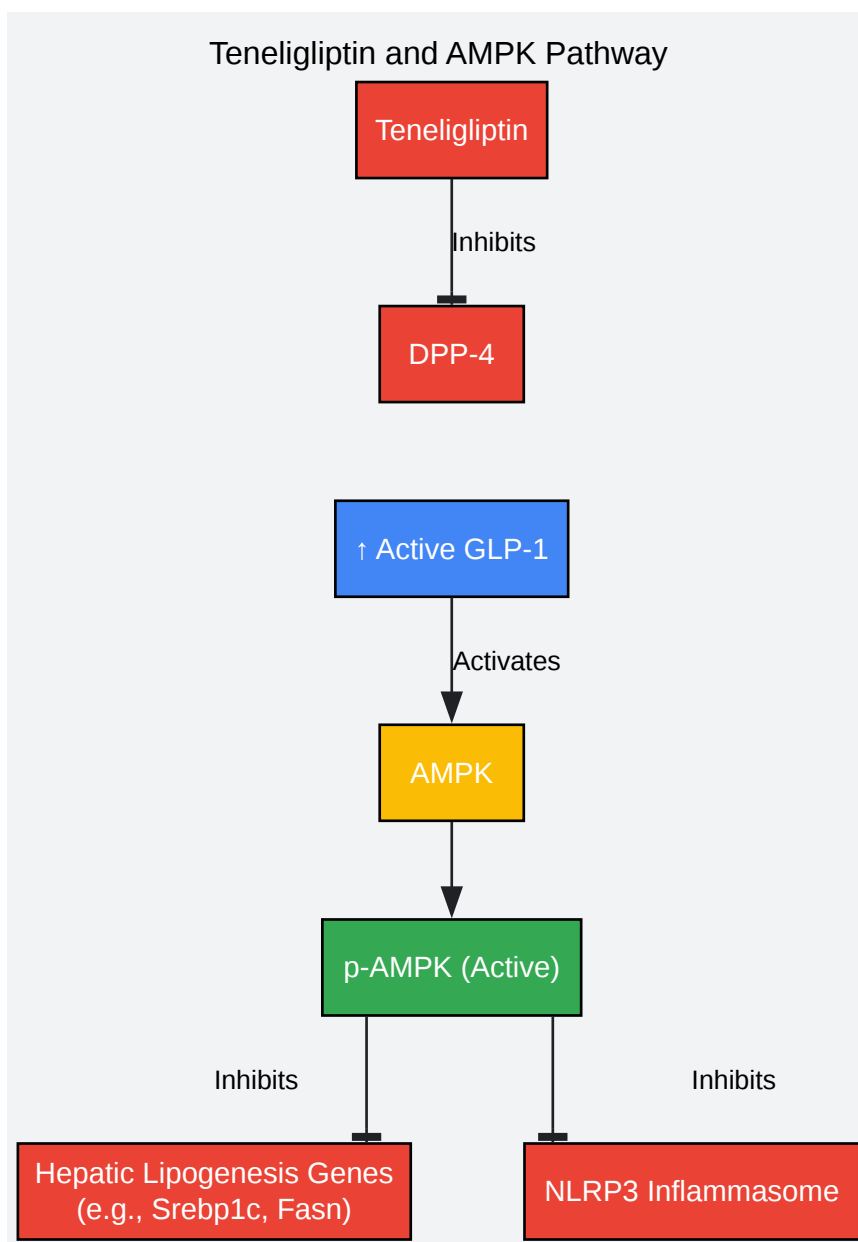 Teneligliptin and AMPK Pathway
Teneligliptin
Inhibits
DPP-4
↑ Active GLP-1
Activates
AMPK
p-AMPK (Active)
Inhibits
Inhibits
Hepatic Lipogenesis Genes
(e.g., Srebp1c, Fasn)
NLRP3 Inflammasome